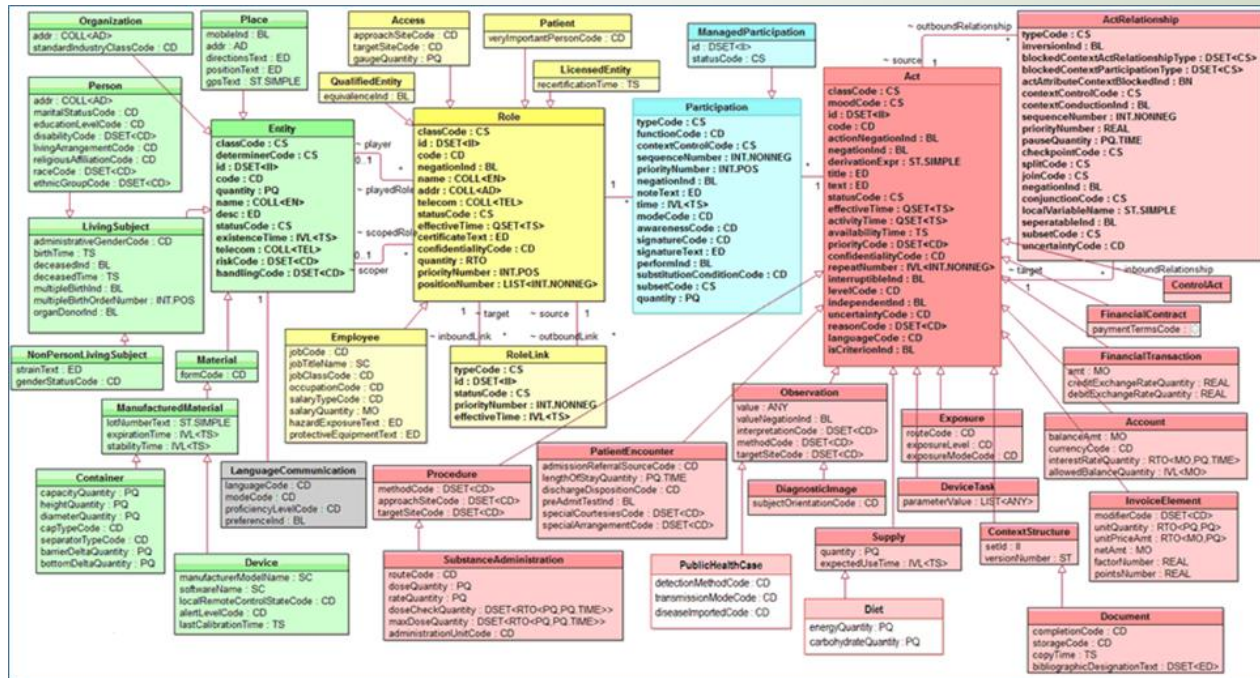 Organization
addr : COLL<AD>
standardIndustryClassCode : CD
Place
mobileInd : BL
addr : AD
directionsText : ED
positionText : ED
gpsText : ST.SIMPLE
Access
approachSiteCode : CD
targetSiteCode : CD
gaugeQuantity : PQ
Patient
veryImportantPersonCode : CD
ManagedParticipation
id : DSET<II>
statusCode : CS
~ outboundRelationship
*
1
~ source
ActRelationship
typeCode : CS
inversionInd : BL
blockedContextActRelationshipType : DSET<CS>
blockedContextParticipationType : DSET<CS>
actAttributeContextBlockedInd : BN
contextControlCode : CS
contextConductionInd : BL
sequenceNumber : INT.NONNEG
priorityNumber : REAL
pauseQuantity : PQ.TIME
checkpointCode : CS
splitCode : CS
joinCode : CS
negationInd : BL
conjunctionCode : CS
localVariableName : ST.SIMPLE
seperatableInd : BL
subsetCode : CS
uncertaintyCode : CD
QualifiedEntity
equivalenceInd : BL
LicensedEntity
recertificationTime : TS
Person
addr : COLL<AD>
maritalStatusCode : CD
educationLevelCode : CD
disabilityCode : DSET<CD>
livingArrangementCode : CD
religiousAffiliationCode : CD
raceCode : DSET<CD>
ethnicGroupCode : DSET<CD>
Entity
classCode : CS
determinerCode : CS
id : DSET<II>
code : CD
quantity : PQ
name : COLL<EN>
desc : ED
statusCode : CS
existenceTime : IVL<TS>
telecom : COLL<TEL>
riskCode : DSET<CD>
handlingCode : DSET<CD>
~ player
0..1
*
~ playedRole
~ scopedRole
*
0..1
~ scoper
Role
classCode : CS
id : DSET<II>
code : CD
negationInd : BL
name : COLL<EN>
addr : COLL<AD>
telecom : COLL<TEL>
statusCode : CS
effectiveTime : QSET<TS>
certificateText : ED
confidentialityCode : CD
quantity : RTO
priorityNumber : INT.POS
positionNumber : LIST<INT.NONNEG>
1
*
Participation
typeCode : CS
functionCode : CD
contextControlCode : CS
sequenceNumber : INT.NONNEG
priorityNumber : INT.POS
negationInd : BL
noteText : ED
time : IVL<TS>
modeCode : CD
awarenessCode : CD
signatureCode : CD
signatureText : ED
performInd : BL
substitutionConditionCode : CD
subsetCode : CS
quantity : PQ
*
1
Act
classCode : CS
moodCode : CS
id : DSET<II>
code : CD
actionNegationInd : BL
negationInd : BL
derivationExpr : ST.SIMPLE
title : ED
text : ED
statusCode : CS
effectiveTime : QSET<TS>
activityTime : QSET<TS>
availabilityTime : TS
priorityCode : DSET<CD>
confidentialityCode : CD
repeatNumber : IVL<INT.NONNEG>
interruptibleInd : BL
levelCode : CD
independentInd : BL
uncertaintyCode : CD
reasonCode : DSET<CD>
languageCode : CD
isCriterionInd : BL
~ target
1
*
inboundRelationship
ControlAct
LivingSubject
administrativeGenderCode : CD
birthTime : TS
deceasedInd : BL
deceasedTime : TS
multipleBirthInd : BL
multipleBirthOrderNumber : INT.POS
organDonorInd : BL
FinancialContract
paymentTermsCode :
1
1
~ target
~ source
1
~ inboundLink
*
~ outboundLink
*
Employee
jobCode : CD
jobTitleName : SC
jobClassCode : CD
occupationCode : CD
salaryTypeCode : CD
salaryQuantity : MO
hazardExposureText : ED
protectiveEquipmentText : ED
RoleLink
typeCode : CS
id : DSET<II>
statusCode : CS
priorityNumber : INT.NONNEG
effectiveTime : IVL<TS>
NonPersonLivingSubject
strainText : ED
genderStatusCode : CD
Material
formCode : CD
FinancialTransaction
amt : MO
creditExchangeRateQuantity : REAL
debitExchangeRateQuantity : REAL
ManufacturedMaterial
lotNumberText : ST.SIMPLE
expirationTime : IVL<TS>
stabilityTime : IVL<TS>
Observation
value : ANY
valueNegationInd : BL
interpretationCode : DSET<CD>
methodCode : DSET<CD>
targetSiteCode : DSET<CD>
Exposure
routeCode : CD
exposureLevel : CD
exposureModeCode : CD
Account
balanceAmt : MO
currencyCode : CD
interestRateQuantity : RTO<MO,PQ.TIME>
allowedBalanceQuantity : IVL<MO>
Container
capacityQuantity : PQ
heightQuantity : PQ
diameterQuantity : PQ
capTypeCode : CD
separatorTypeCode : CD
barrierDeltaQuantity : PQ
bottomDeltaQuantity : PQ
*
LanguageCommunication
languageCode : CD
modeCode : CD
proficiencyLevelCode : CD
preferenceInd : BL
Procedure
methodCode : DSET<CD>
approachSiteCode : DSET<CD>
targetSiteCode : DSET<CD>
PatientEncounter
admissionReferralSourceCode : CD
lengthOfStayQuantity : PQ.TIME
dischargeDispositionCode : CD
preAdmitTestInd : BL
specialCourtesiesCode : DSET<CD>
specialArrangementCode : DSET<CD>
DiagnosticImage
subjectOrientationCode : CD
DeviceTask
parameterValue : LIST<ANY>
InvoiceElement
modifierCode : DSET<CD>
unitQuantity : RTO<PQ,PQ>
unitPriceAmt : RTO<MO,PQ>
netAmt : MO
factorNumber : REAL
pointsNumber : REAL
Supply
quantity : PQ
expectedUseTime : IVL<TS>
ContextStructure
setId : II
versionNumber : ST
Device
manufacturerModelName : SC
softwareName : SC
localRemoteControlStateCode : CD
alertLevelCode : CD
lastCalibrationTime : TS
SubstanceAdministration
routeCode : CD
doseQuantity : PQ
rateQuantity : PQ
doseCheckQuantity : DSET<RTO<PQ,PQ.TIME>>
maxDoseQuantity : DSET<RTO<PQ,PQ.TIME>>
administrationUnitCode : CD
PublicHealthCase
detectionMethodCode : CD
transmissionModeCode : CD
diseaseImportedCode : CD
Diet
energyQuantity : PQ
carbohydrateQuantity : PQ
Document
completionCode : CD
storageCode : CD
copyTime : TS
bibliographicDesignationText : DSET<ED>